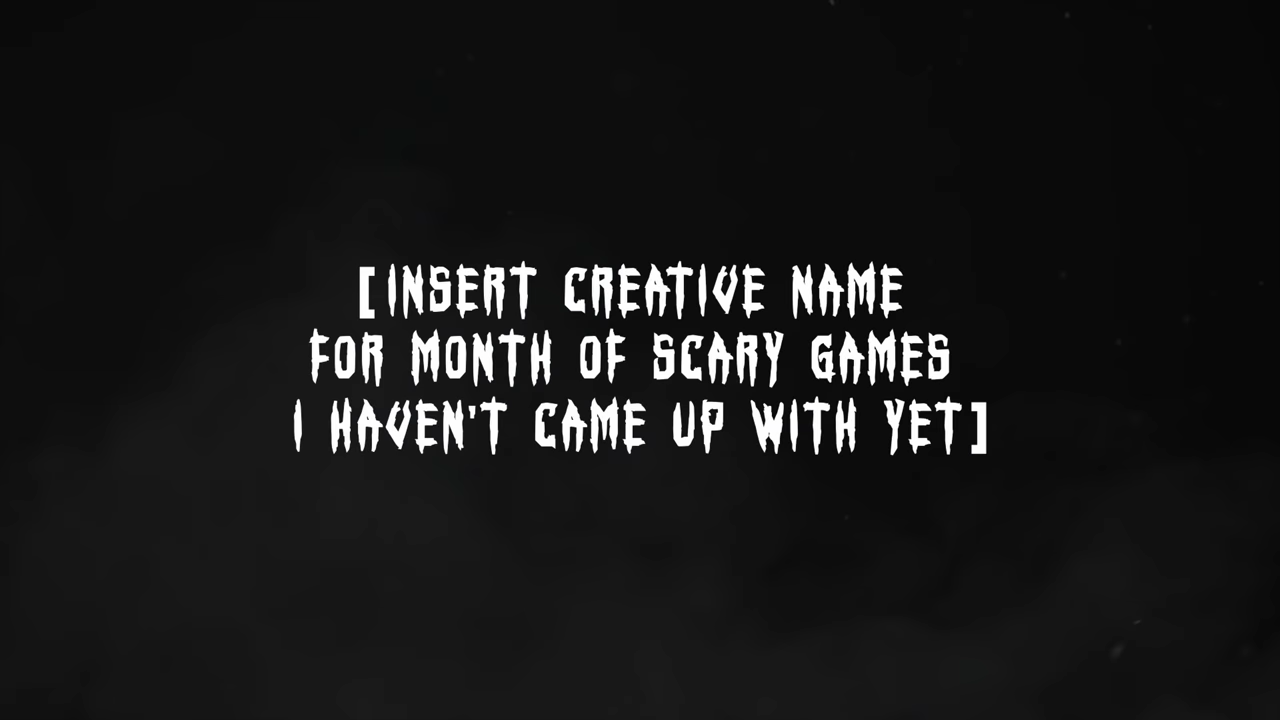 [INSERT CREATIVE NAME
FOR MONTH OF SCARY GAMES
I HAVEN'T CAME UP WITH YET]